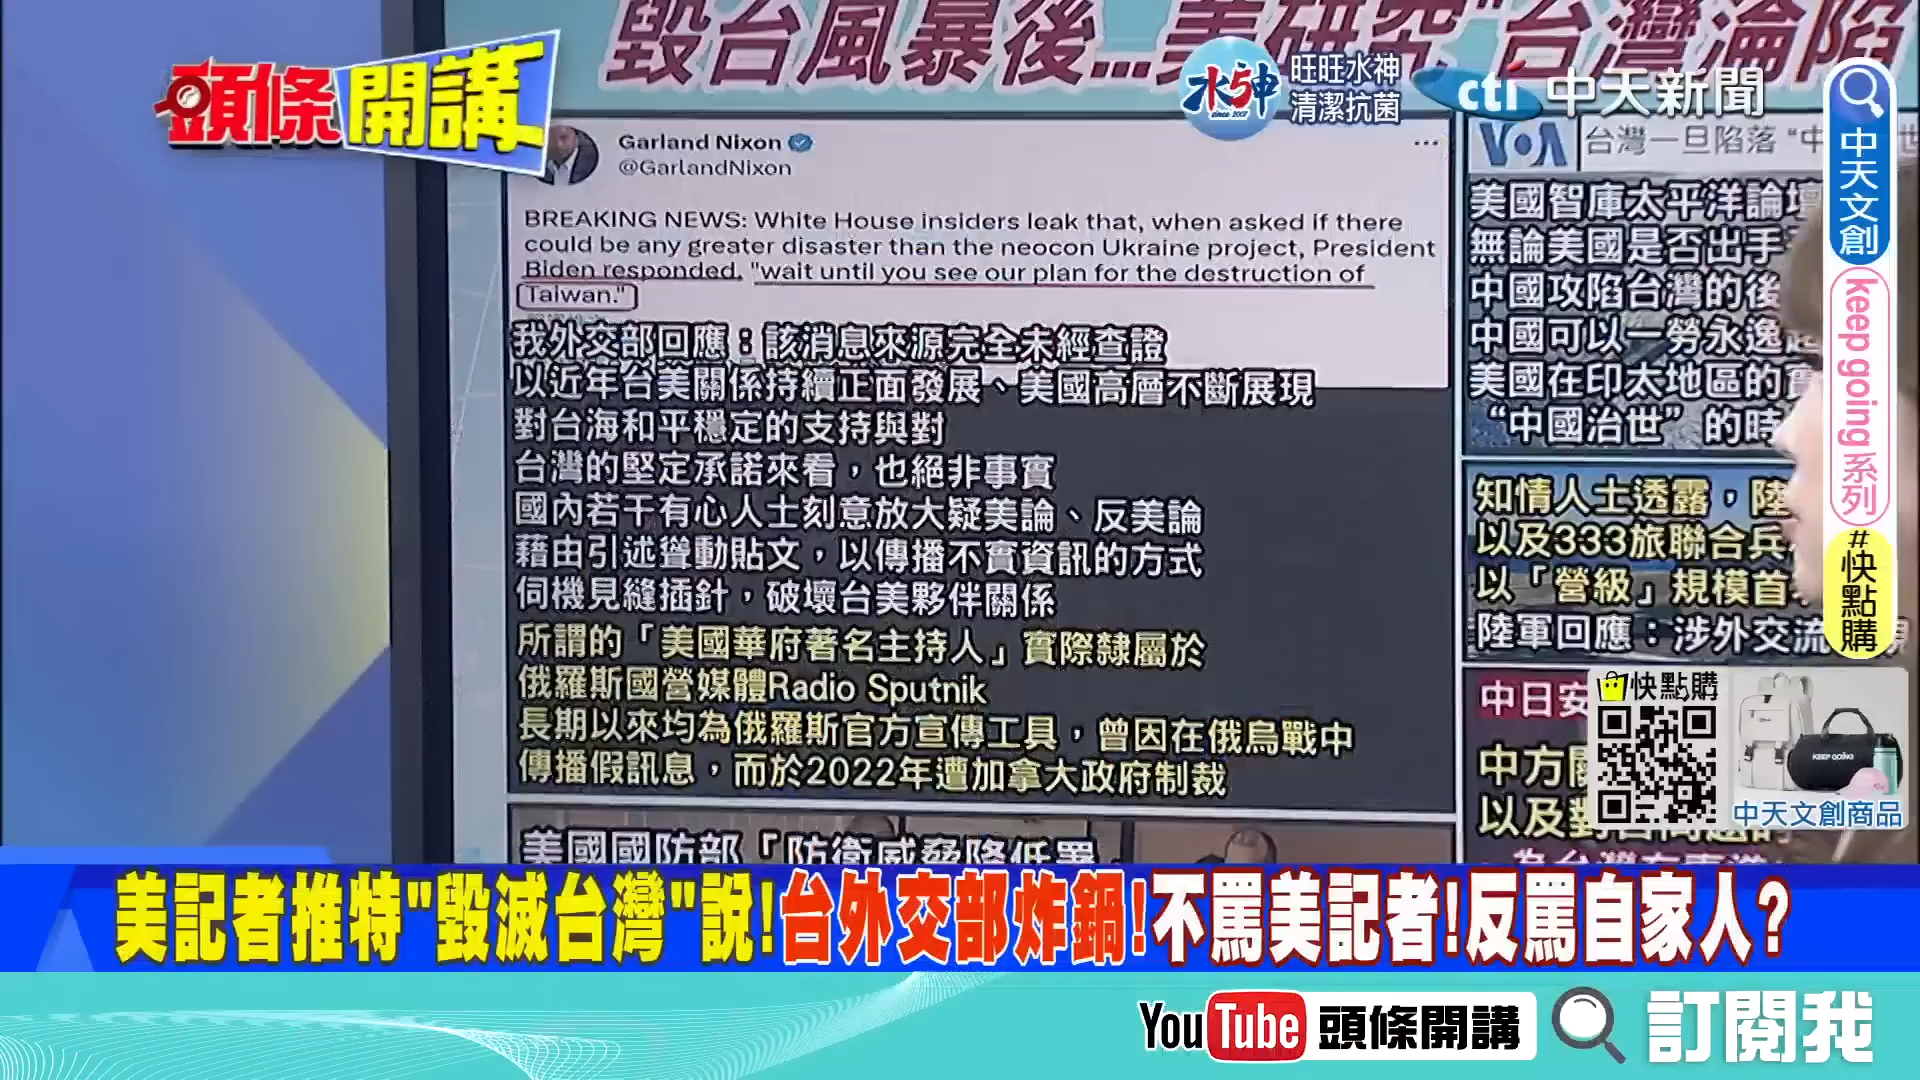 毀台風暴後...美研究"台灣淪陷
頭條開講
水神
since 2007
旺旺水神
清潔抗菌
cti 中天新聞
Garland Nixon
@GarlandNixon
BREAKING NEWS: White House insiders leak that, when asked if there
could be any greater disaster than the neocon Ukraine project, President
Biden responded, "wait until you see our plan for the destruction of
Taiwan."
我外交部回應：該消息來源完全未經查證
以近年台美關係持續正面發展、美國高層不斷展現
對台海和平穩定的支持與對
台灣的堅定承諾來看，也絕非事實
國內若干有心人士刻意放大疑美論、反美論
藉由引述聳動貼文，以傳播不實資訊的方式
伺機見縫插針，破壞台美夥伴關係
所謂的「美國華府著名主持人」實際隸屬於
俄羅斯國營媒體Radio Sputnik
長期以來均為俄羅斯官方宣傳工具，曾因在俄烏戰中
傳播假訊息，而於2022年遭加拿大政府制裁
美國國防部「防衛威脅降低署
VOA
台灣一旦陷落 "中
美國智庫太平洋論壇
無論美國是否出手
中國攻陷台灣的後
中國可以一勞永逸
美國在印太地區的
"中國治世" 的時
知情人士透露，陸
以及333旅聯合兵
以「營級」規模首
陸軍回應：涉外交流
中日安
中方
以及對
中天文創
keep going系列
#快點購
快點購
KEEP GOING
中天文創商品
美記者推特"毀滅台灣"說!台外交部炸鍋!不罵美記者!反罵自家人?
YouTube 頭條開講
訂閱我